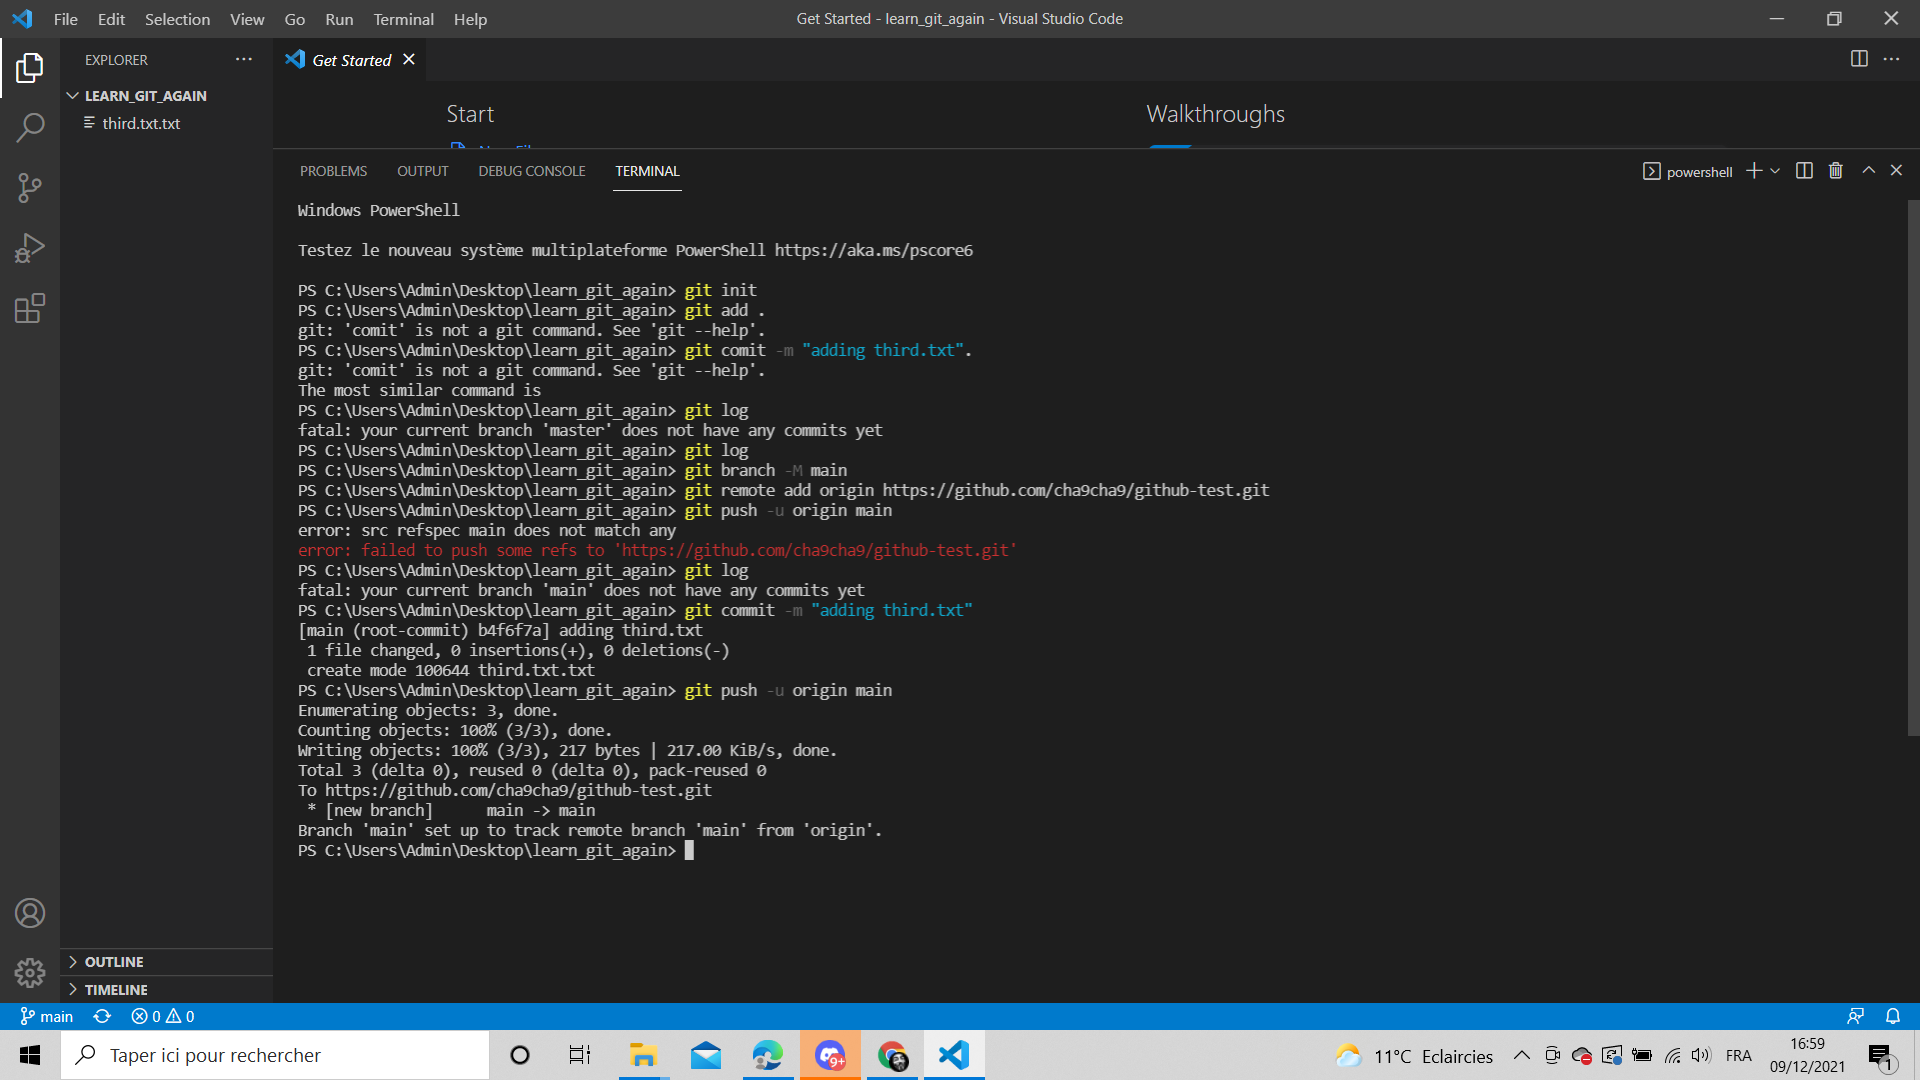 File Edit Selection View Go Run Terminal Help
Get Started - learn_git_again - Visual Studio Code
EXPLORER
Get Started
LEARN_GIT_AGAIN
third.txt.txt
Start
Walkthroughs
PROBLEMS OUTPUT DEBUG CONSOLE TERMINAL
powershell
Windows PowerShell
Testez le nouveau système multiplateforme PowerShell https://aka.ms/pscore6
PS C:\Users\Admin\Desktop\learn_git_again> git init
PS C:\Users\Admin\Desktop\learn_git_again> git add .
git: 'comit' is not a git command. See 'git --help'.
PS C:\Users\Admin\Desktop\learn_git_again> git comit -m "adding third.txt".
git: 'comit' is not a git command. See 'git --help'.
The most similar command is
PS C:\Users\Admin\Desktop\learn_git_again> git log
fatal: your current branch 'master' does not have any commits yet
PS C:\Users\Admin\Desktop\learn_git_again> git log
PS C:\Users\Admin\Desktop\learn_git_again> git branch -M main
PS C:\Users\Admin\Desktop\learn_git_again> git remote add origin https://github.com/cha9cha9/github-test.git
PS C:\Users\Admin\Desktop\learn_git_again> git push -u origin main
error: src refspec main does not match any
error: failed to push some refs to 'https://github.com/cha9cha9/github-test.git'
PS C:\Users\Admin\Desktop\learn_git_again> git log
fatal: your current branch 'main' does not have any commits yet
PS C:\Users\Admin\Desktop\learn_git_again> git commit -m "adding third.txt"
[main (root-commit) b4f6f7a] adding third.txt
1 file changed, 0 insertions(+), 0 deletions(-)
create mode 100644 third.txt.txt
PS C:\Users\Admin\Desktop\learn_git_again> git push -u origin main
Enumerating objects: 3, done.
Counting objects: 100% (3/3), done.
Writing objects: 100% (3/3), 217 bytes | 217.00 KiB/s, done.
Total 3 (delta 0), reused 0 (delta 0), pack-reused 0
To https://github.com/cha9cha9/github-test.git
* [new branch] main -> main
Branch 'main' set up to track remote branch 'main' from 'origin'.
PS C:\Users\Admin\Desktop\learn_git_again>
OUTLINE
TIMELINE
main 0 0
Taper ici pour rechercher
9+
11°C Eclaircies
FRA
16:59
09/12/2021
1